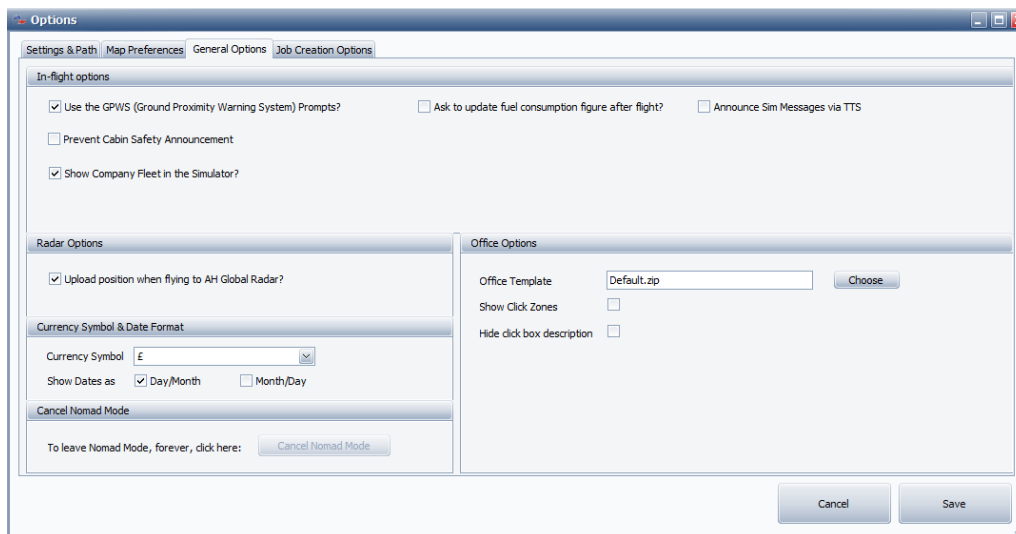 Options
Settings & Path Map Preferences General Options Job Creation Options
In-flight options
Use the GPWS (Ground Proximity Warning System) Prompts? Ask to update fuel consumption figure after flight? Announce Sim Messages via TTS
Prevent Cabin Safety Announcement
Show Company Fleet in the Simulator?
Radar Options
Upload position when flying to AH Global Radar?
Currency Symbol & Date Format
Currency Symbol £
Show Dates as Day/Month Month/Day
Cancel Nomad Mode
To leave Nomad Mode, forever, click here: Cancel Nomad Mode
Office Options
Office Template Default.zip Choose
Show Click Zones
Hide click box description
Cancel Save